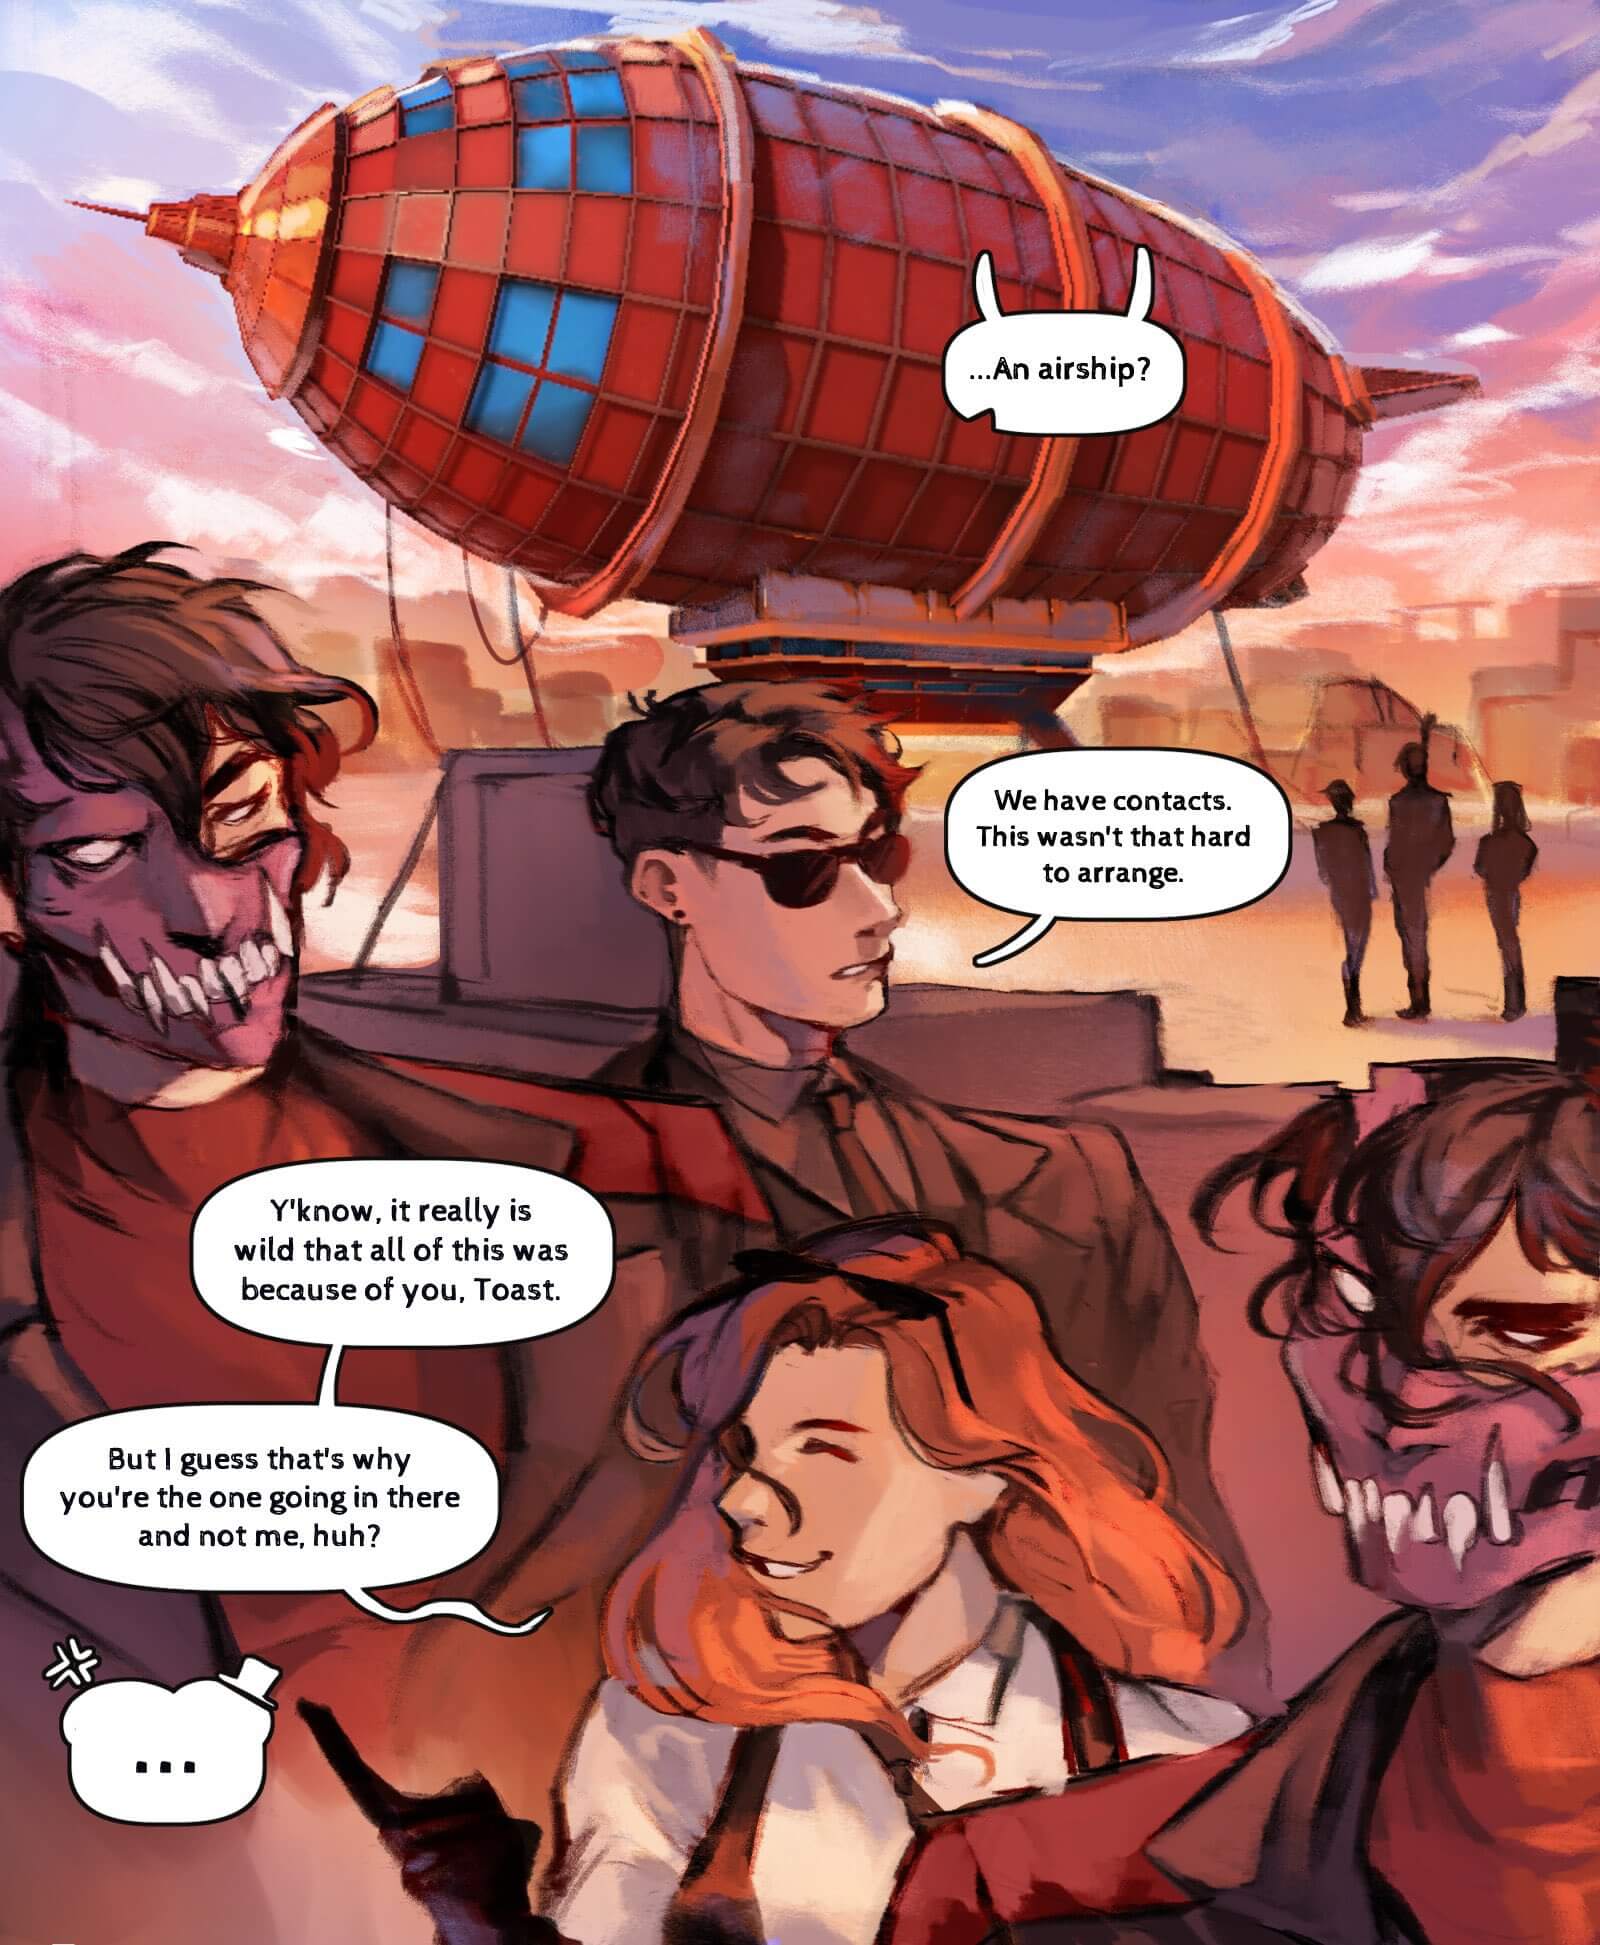 ...An airship?
We have contacts.
This wasn't that hard
to arrange.
Y'know, it really is
wild that all of this was
because of you, Toast.
But I guess that's why
you're the one going in there
and not me, huh?
...